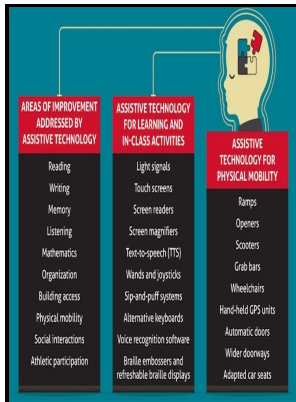 AREAS OF IMPROVEMENT
ADDRESSED BY
ASSISTIVE TECHNOLOGY
Reading
Writing
Memory
Listening
Mathematics
Organization
Building access
Physical mobility
Social interactions
Athletic participation
ASSISTIVE TECHNOLOGY
FOR LEARNING AND
IN-CLASS ACTIVITIES
Light signals
Touch screens
Screen readers
Screen magnifiers
Text-to-speech (TTS)
Wands and joysticks
Sip-and-puff systems
Alternative keyboards
Voice recognition software
Braille embossers and
refreshable braille displays
ASSISTIVE
TECHNOLOGY FOR
PHYSICAL MOBILITY
Ramps
Openers
Scooters
Grab bars
Wheelchairs
Hand-held GPS units
Automatic doors
Wider doorways
Adapted car seats